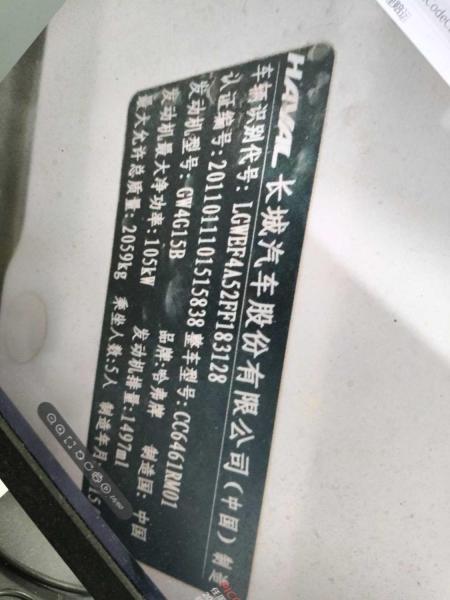 HAVAL 长城汽车股份有限公司(中国)制造
车辆识别代号:LGWEF4A52FF183128
认证编号:2011011101515838 整车型号:CC6461RM01
发动机型号:GW4G15B 品牌:哈弗牌 制造国:中国
发动机最大净功率:105kW 发动机排量:1497ml
最大允许总质量:2059kg 乘坐人数:5人 制造年月